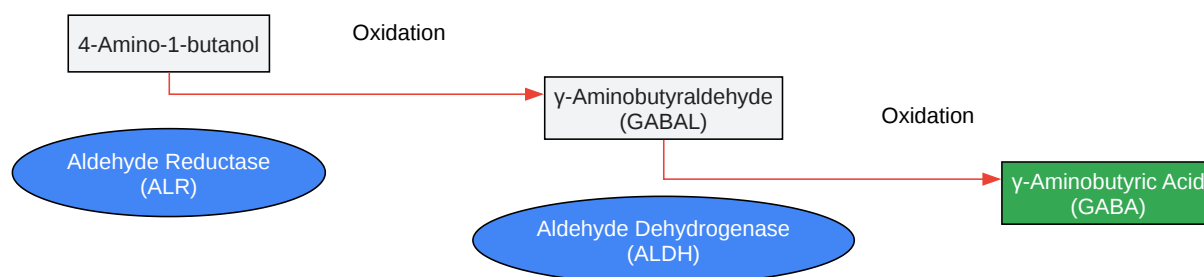 4-Amino-1-butanol
Oxidation
γ-Aminobutyraldehyde
(GABAL)
Oxidation
Aldehyde Reductase
(ALR)
γ-Aminobutyric Acid
(GABA)
Aldehyde Dehydrogenase
(ALDH)